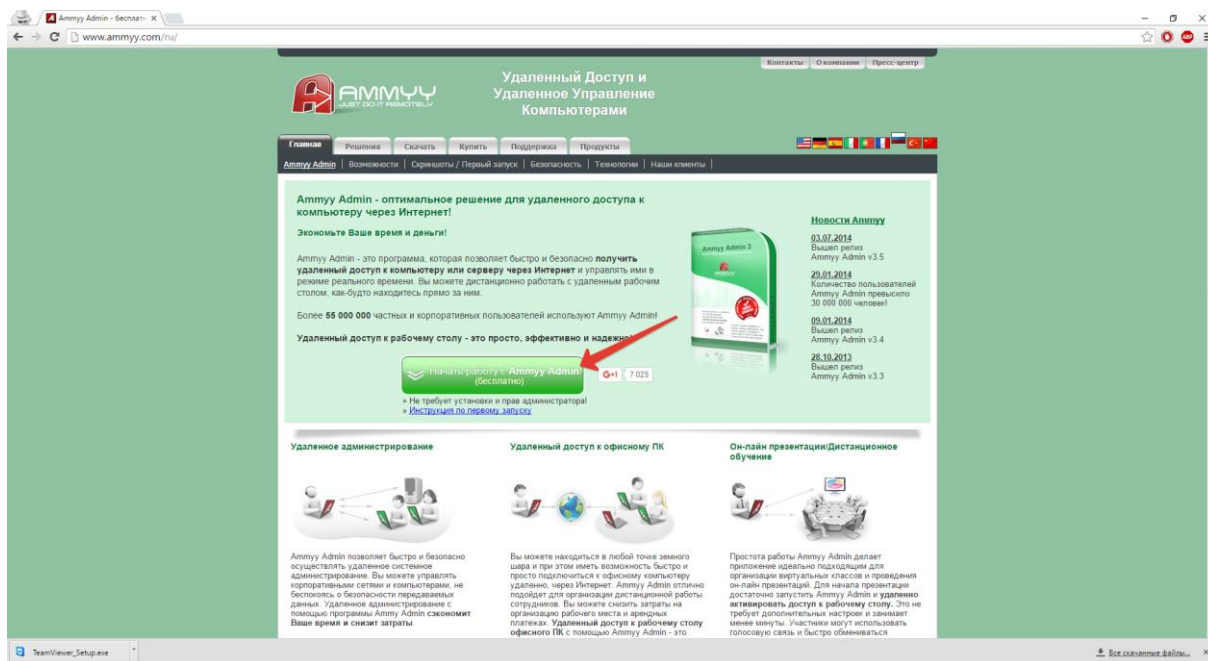 Ammyy Admin - бесплатн
www.ammyy.com/ru/
Контакты
О компании
Пресс-центр
AMMYY
JUST DO IT REMOTELY
Удаленный Доступ и
Удаленное Управление
Компьютерами
Главная
Решения
Скачать
Купить
Поддержка
Продукты
Ammyy Admin | Возможности | Скриншоты / Первый запуск | Безопасность | Технологии | Наши клиенты |
Ammyy Admin - оптимальное решение для удаленного доступа к
компьютеру через Интернет!
Экономьте Ваше время и деньги!
Ammyy Admin - это программа, которая позволяет быстро и безопасно получить
удаленный доступ к компьютеру или серверу через Интернет и управлять ими в
режиме реального времени. Вы можете дистанционно работать с удаленным рабочим
столом, как-будто находитесь прямо за ним.
Более 55 000 000 частных и корпоративных пользователей используют Ammyy Admin!
Удаленный доступ к рабочему столу - это просто, эффективно и надежно!
Начать работу с Ammyy Admin
(бесплатно)
G+1 7 025
» Не требует установки и прав администратора!
» Инструкция по первому запуску
Ammyy Admin 3
Новости Ammyy
03.07.2014
Вышел релиз
Ammyy Admin v3.5
29.01.2014
Количество пользователей
Ammyy Admin превысило
30 000 000 человек!
09.01.2014
Вышел релиз
Ammyy Admin v3.4
28.10.2013
Вышел релиз
Ammyy Admin v3.3
Удаленное администрирование
Ammyy Admin позволяет быстро и безопасно
осуществлять удаленное системное
администрирование. Вы можете управлять
корпоративными сетями и компьютерами, не
беспокоясь о безопасности передаваемых
данных. Удаленное администрирование с
помощью программы Ammy Admin сэкономит
Ваше время и снизит затраты.
Удаленный доступ к офисному ПК
Вы можете находиться в любой точке земного
шара и при этом иметь возможность быстро и
просто подключиться к офисному компьютеру
удаленно, через Интернет. Ammyy Admin отлично
подойдет для организации дистанционной работы
сотрудников. Вы можете снизить затраты на
организацию рабочего места и арендных
платежах. Удаленный доступ к рабочему столу
офисного ПК с помощью Ammyy Admin - это
Он-лайн презентации/Дистанционное
обучение
Простота работы Ammyy Admin делает
приложение идеально подходящим для
организации виртуальных классов и проведения
он-лайн презентаций. Для начала презентации
достаточно запустить Ammyy Admin и удаленно
активировать доступ к рабочему столу. Это не
требует дополнительных настроек и занимает
менее минуты. Участники могут использовать
голосовую связь и быстро обмениваться
TeamViewer_Setup.exe
Все скачанные файлы...